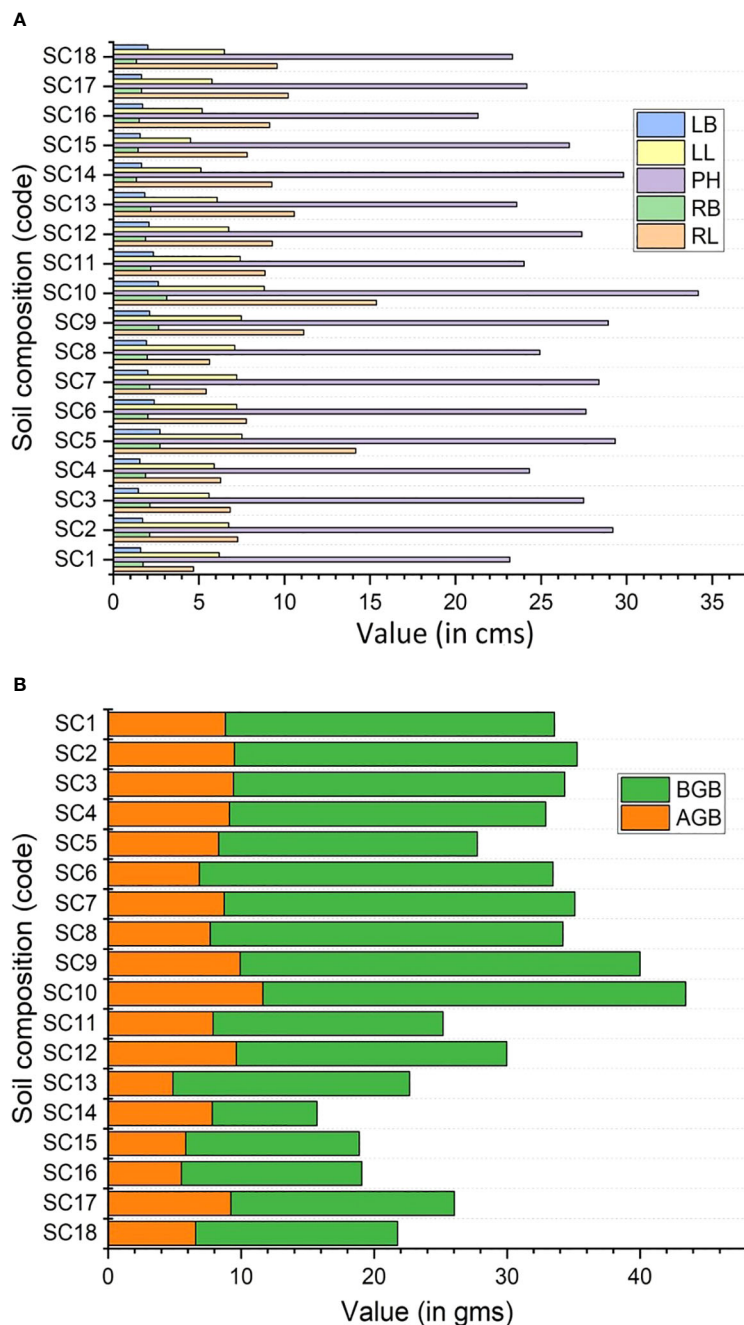 A
SC18
SC17
SC16
SC15
SC14
SC13
SC12
SC11
SC10
SC9
SC8
SC7
SC6
SC5
SC4
SC3
SC2
SC1
Soil composition (code)
LB
LL
PH
RB
RL
0 5 10 15 20 25 30 35
Value (in cms)
B
SC1
SC2
SC3
SC4
SC5
SC6
SC7
SC8
SC9
SC10
SC11
SC12
SC13
SC14
SC15
SC16
SC17
SC18
Soil composition (code)
BGB
AGB
0 10 20 30 40
Value (in gms)